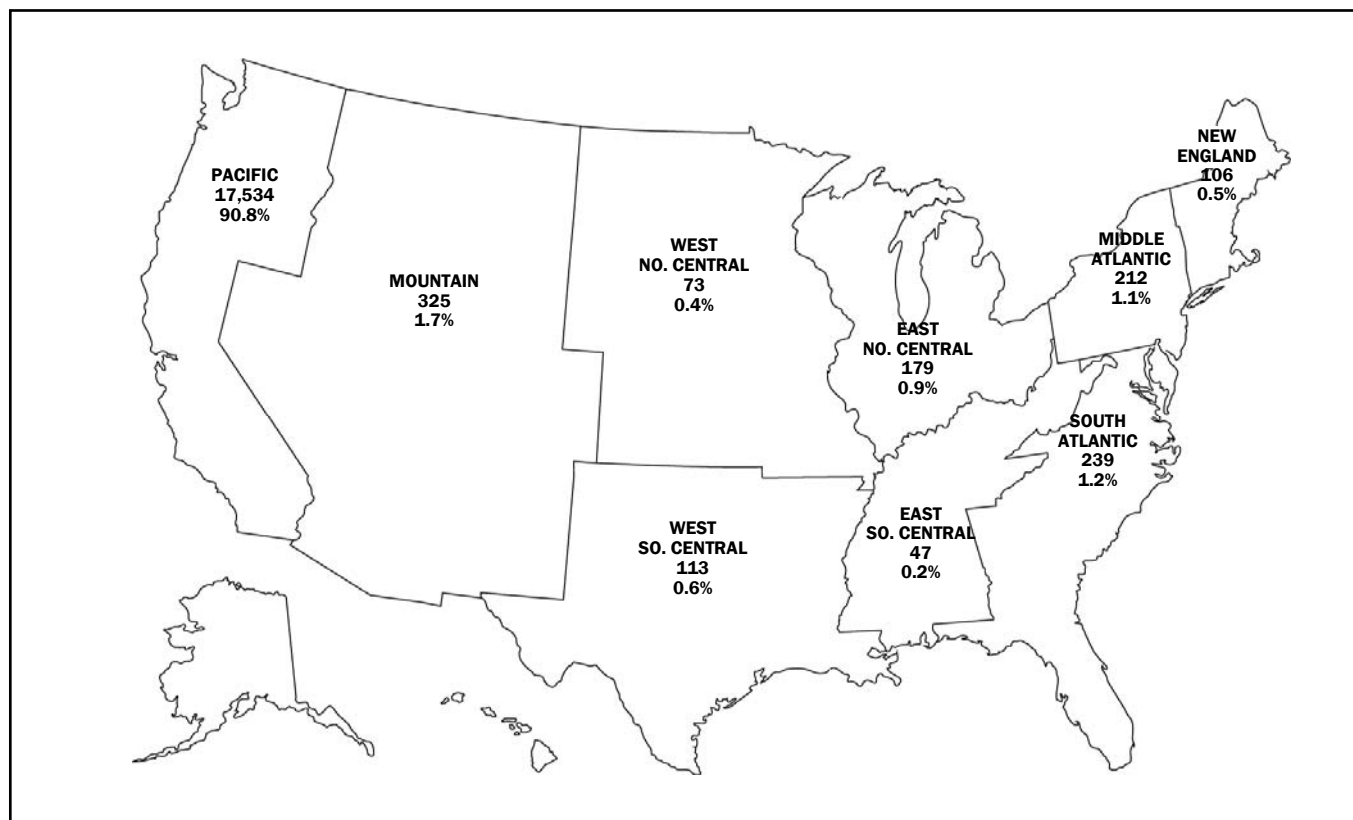 PACIFIC
17,534
90.8%
MOUNTAIN
325
1.7%
WEST
NO. CENTRAL
73
0.4%
WEST
SO. CENTRAL
113
0.6%
EAST
NO. CENTRAL
179
0.9%
EAST
SO. CENTRAL
47
0.2%
NEW
ENGLAND
106
0.5%
MIDDLE
ATLANTIC
212
1.1%
SOUTH
ATLANTIC
239
1.2%